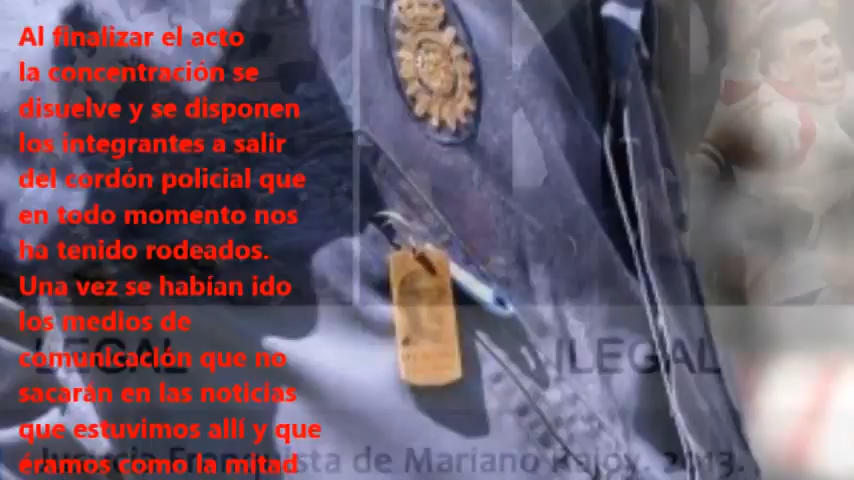 Al finalizar el acto
la concentración se
disuelve y se disponen
los integrantes a salir
del cordón policial que
en todo momento nos
ha tenido rodeados.
Una vez se habían ido
los medios de
comunicación que no
sacarán en las noticias
que estuvimos allí y que
éramos como la mitad
LEGAL
ILEGAL
Franquista de Mariano Rajoy. 2013.